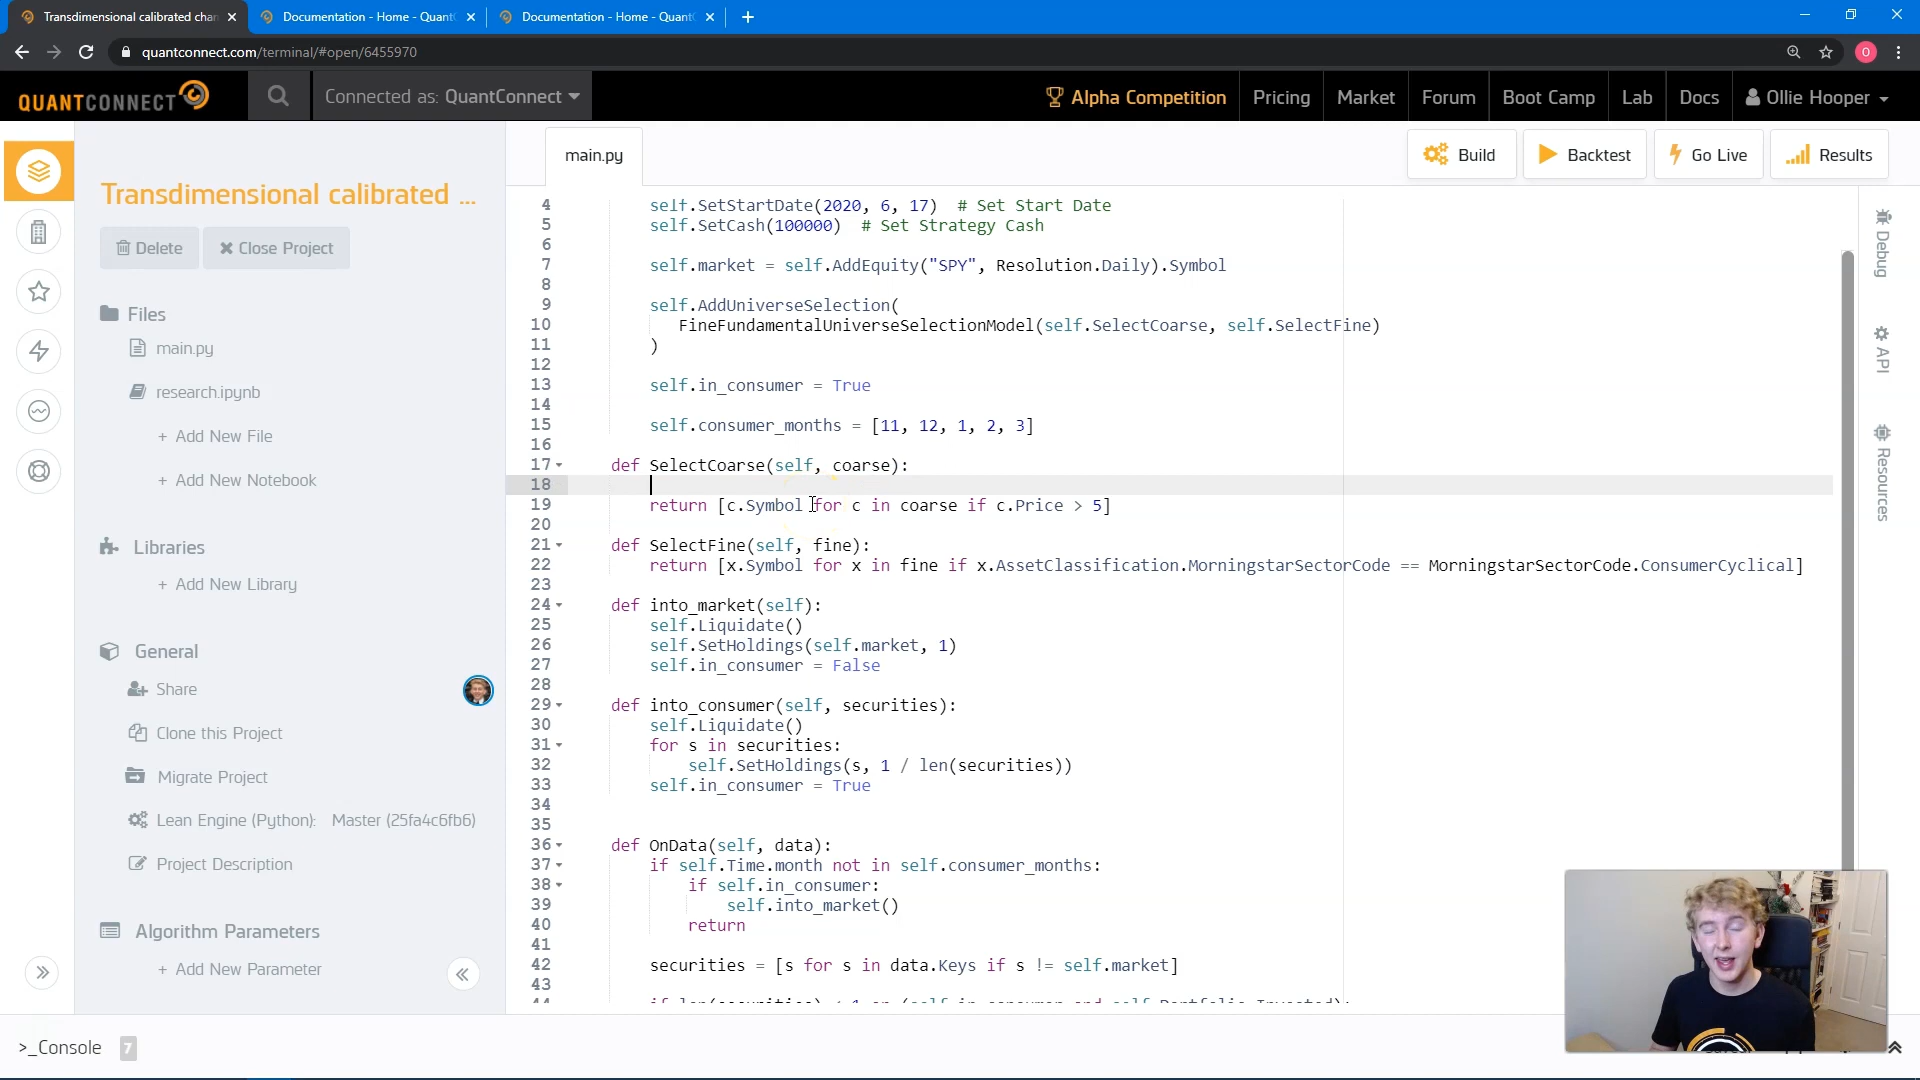 Transdimensional calibrated cha
Documentation - Home - Quant
Documentation - Home - Quant
quantconnect.com/terminal/#open/6455970
QUANTCONNECT
Connected as: QuantConnect
Alpha Competition
Pricing
Market
Forum
Boot Camp
Lab
Docs
Ollie Hooper
Transdimensional calibrated ...
Delete
Close Project
Files
main.py
research.ipynb
+ Add New File
+ Add New Notebook
Libraries
+ Add New Library
General
Share
Clone this Project
Migrate Project
Lean Engine (Python): Master (25fa4c6fb6)
Project Description
Algorithm Parameters
+ Add New Parameter
main.py
Build
Backtest
Go Live
Results
4 self.SetStartDate(2020, 6, 17) # Set Start Date
5 self.SetCash(100000) # Set Strategy Cash
6
7 self.market = self.AddEquity("SPY", Resolution.Daily).Symbol
8
9 self.AddUniverseSelection(
10 FineFundamentalUniverseSelectionModel(self.SelectCoarse, self.SelectFine)
11 )
12
13 self.in_consumer = True
14
15 self.consumer_months = [11, 12, 1, 2, 3]
16
17 def SelectCoarse(self, coarse):
18
19 return [c.Symbol for c in coarse if c.Price > 5]
20
21 def SelectFine(self, fine):
22 return [x.Symbol for x in fine if x.AssetClassification.MorningstarSectorCode == MorningstarSectorCode.ConsumerCyclical]
23
24 def into_market(self):
25 self.Liquidate()
26 self.SetHoldings(self.market, 1)
27 self.in_consumer = False
28
29 def into_consumer(self, securities):
30 self.Liquidate()
31 for s in securities:
32 self.SetHoldings(s, 1 / len(securities))
33 self.in_consumer = True
34
35
36 def OnData(self, data):
37 if self.Time.month not in self.consumer_months:
38 if self.in_consumer:
39 self.into_market()
40 return
41
42 securities = [s for s in data.Keys if s != self.market]
43
Debug
API
Resources
>_Console 7
O